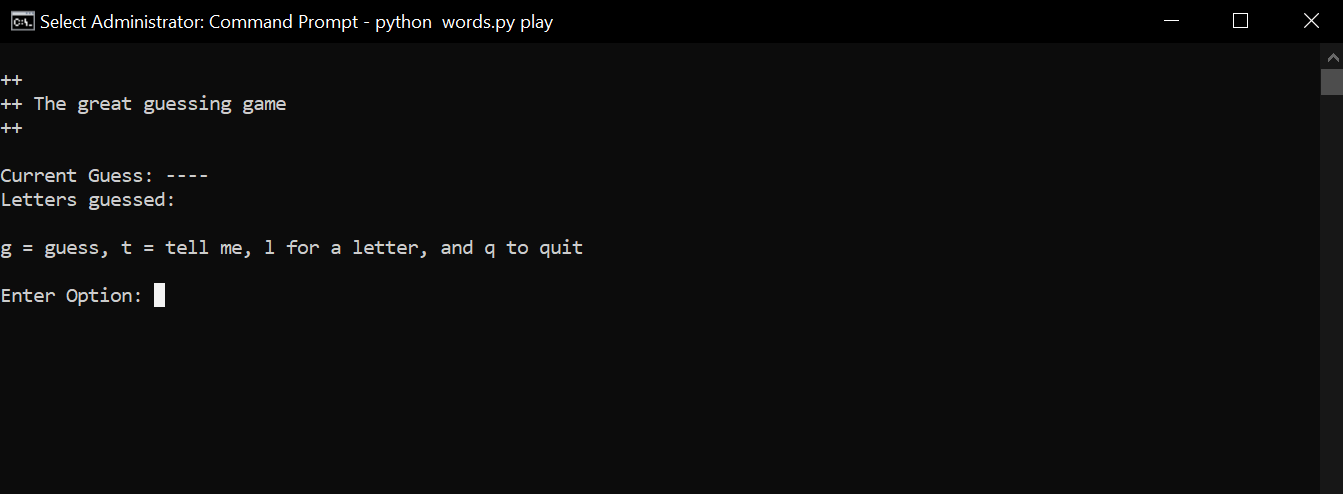 Select Administrator: Command Prompt - python  words.py play
++
++ The great guessing game
++
Current Guess: ----
Letters guessed:
g = guess, t = tell me, l for a letter, and q to quit
Enter Option: